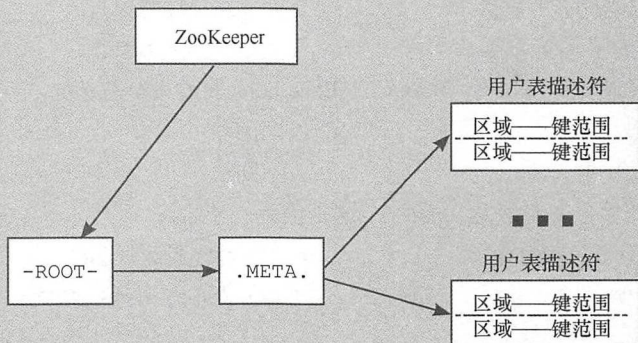 ZooKeeper
用户表描述符
区域——键范围
区域——键范围
-ROOT-
.META.
用户表描述符
区域——键范围
区域——键范围